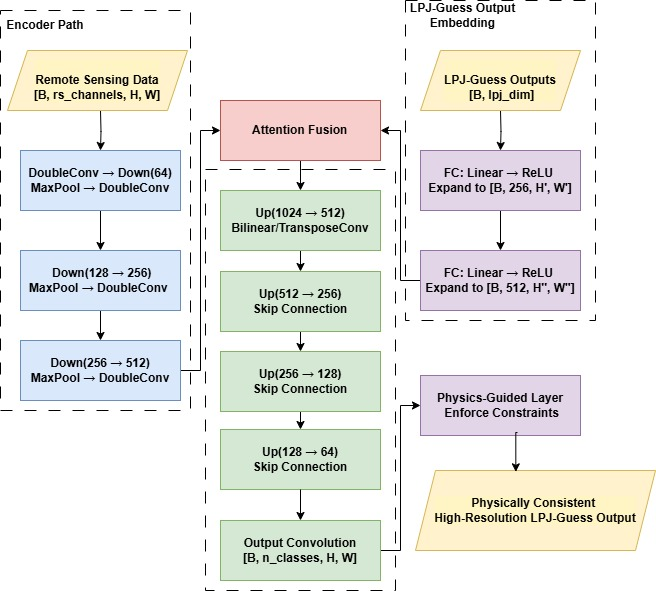 Encoder Path
Remote Sensing Data
[B, rs_channels, H, W]
DoubleConv → Down(64)
MaxPool → DoubleConv
Down(128 → 256)
MaxPool → DoubleConv
Down(256 → 512)
MaxPool → DoubleConv
Attention Fusion
Up(1024 → 512)
Bilinear/TransposeConv
Up(512 → 256)
Skip Connection
Up(256 → 128)
Skip Connection
Up(128 → 64)
Skip Connection
Output Convolution
[B, n_classes, H, W]
LPJ-Guess Output
Embedding
LPJ-Guess Outputs
[B, lpj_dim]
FC: Linear → ReLU
Expand to [B, 256, H', W']
FC: Linear → ReLU
Expand to [B, 512, H'', W'']
Physics-Guided Layer
Enforce Constraints
Physically Consistent
High-Resolution LPJ-Guess Output